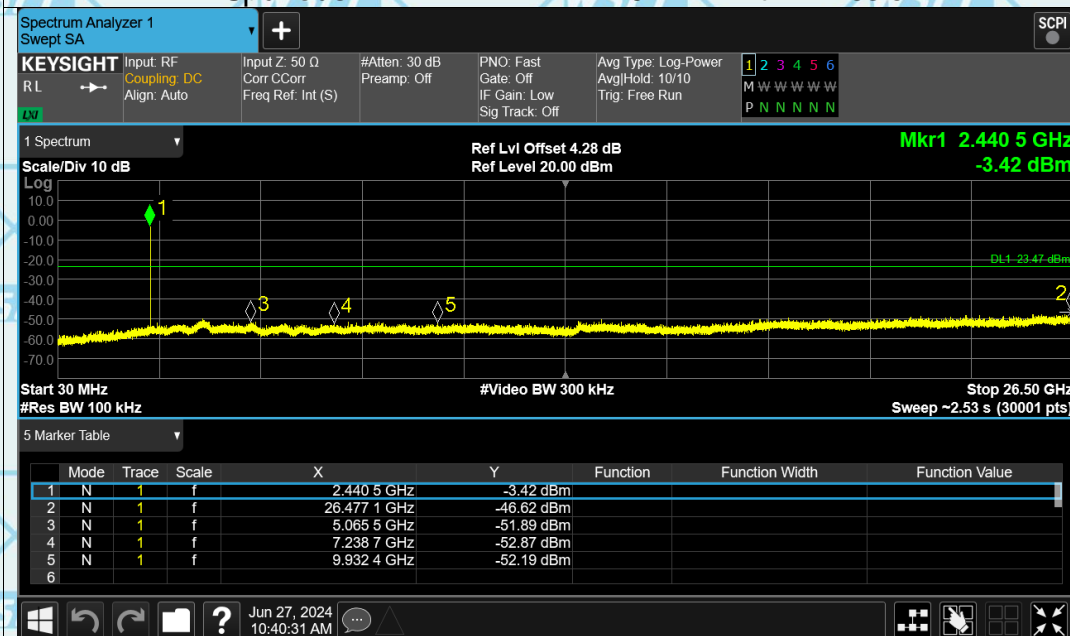 Spectrum Analyzer 1
Swept SA
+
SCPI
KEYSIGHT
RL
LXI
Input: RF
Coupling: DC
Align: Auto
Input Z: 50 Ω
Corr CCorr
Freq Ref: Int (S)
#Atten: 30 dB
Preamp: Off
PNO: Fast
Gate: Off
IF Gain: Low
Sig Track: Off
Avg Type: Log-Power
Avg|Hold: 10/10
Trig: Free Run
1 2 3 4 5 6
M W W W W W W
P N N N N N
1 Spectrum
Scale/Div 10 dB
Ref Lvl Offset 4.28 dB
Ref Level 20.00 dBm
Mkr1 2.440 5 GHz
-3.42 dBm
Log
10.0
0.00
-10.0
-20.0
-30.0
-40.0
-50.0
-60.0
-70.0
1
DL1 -23.47 dBm
2
3
4
5
Start 30 MHz
#Video BW 300 kHz
Stop 26.50 GHz
#Res BW 100 kHz
Sweep ~2.53 s (30001 pts)
5 Marker Table
Mode Trace Scale X Y Function Function Width Function Value
1 N 1 f 2.440 5 GHz -3.42 dBm
2 N 1 f 26.477 1 GHz -46.62 dBm
3 N 1 f 5.065 5 GHz -51.89 dBm
4 N 1 f 7.238 7 GHz -52.87 dBm
5 N 1 f 9.932 4 GHz -52.19 dBm
6
?
Jun 27, 2024
10:40:31 AM